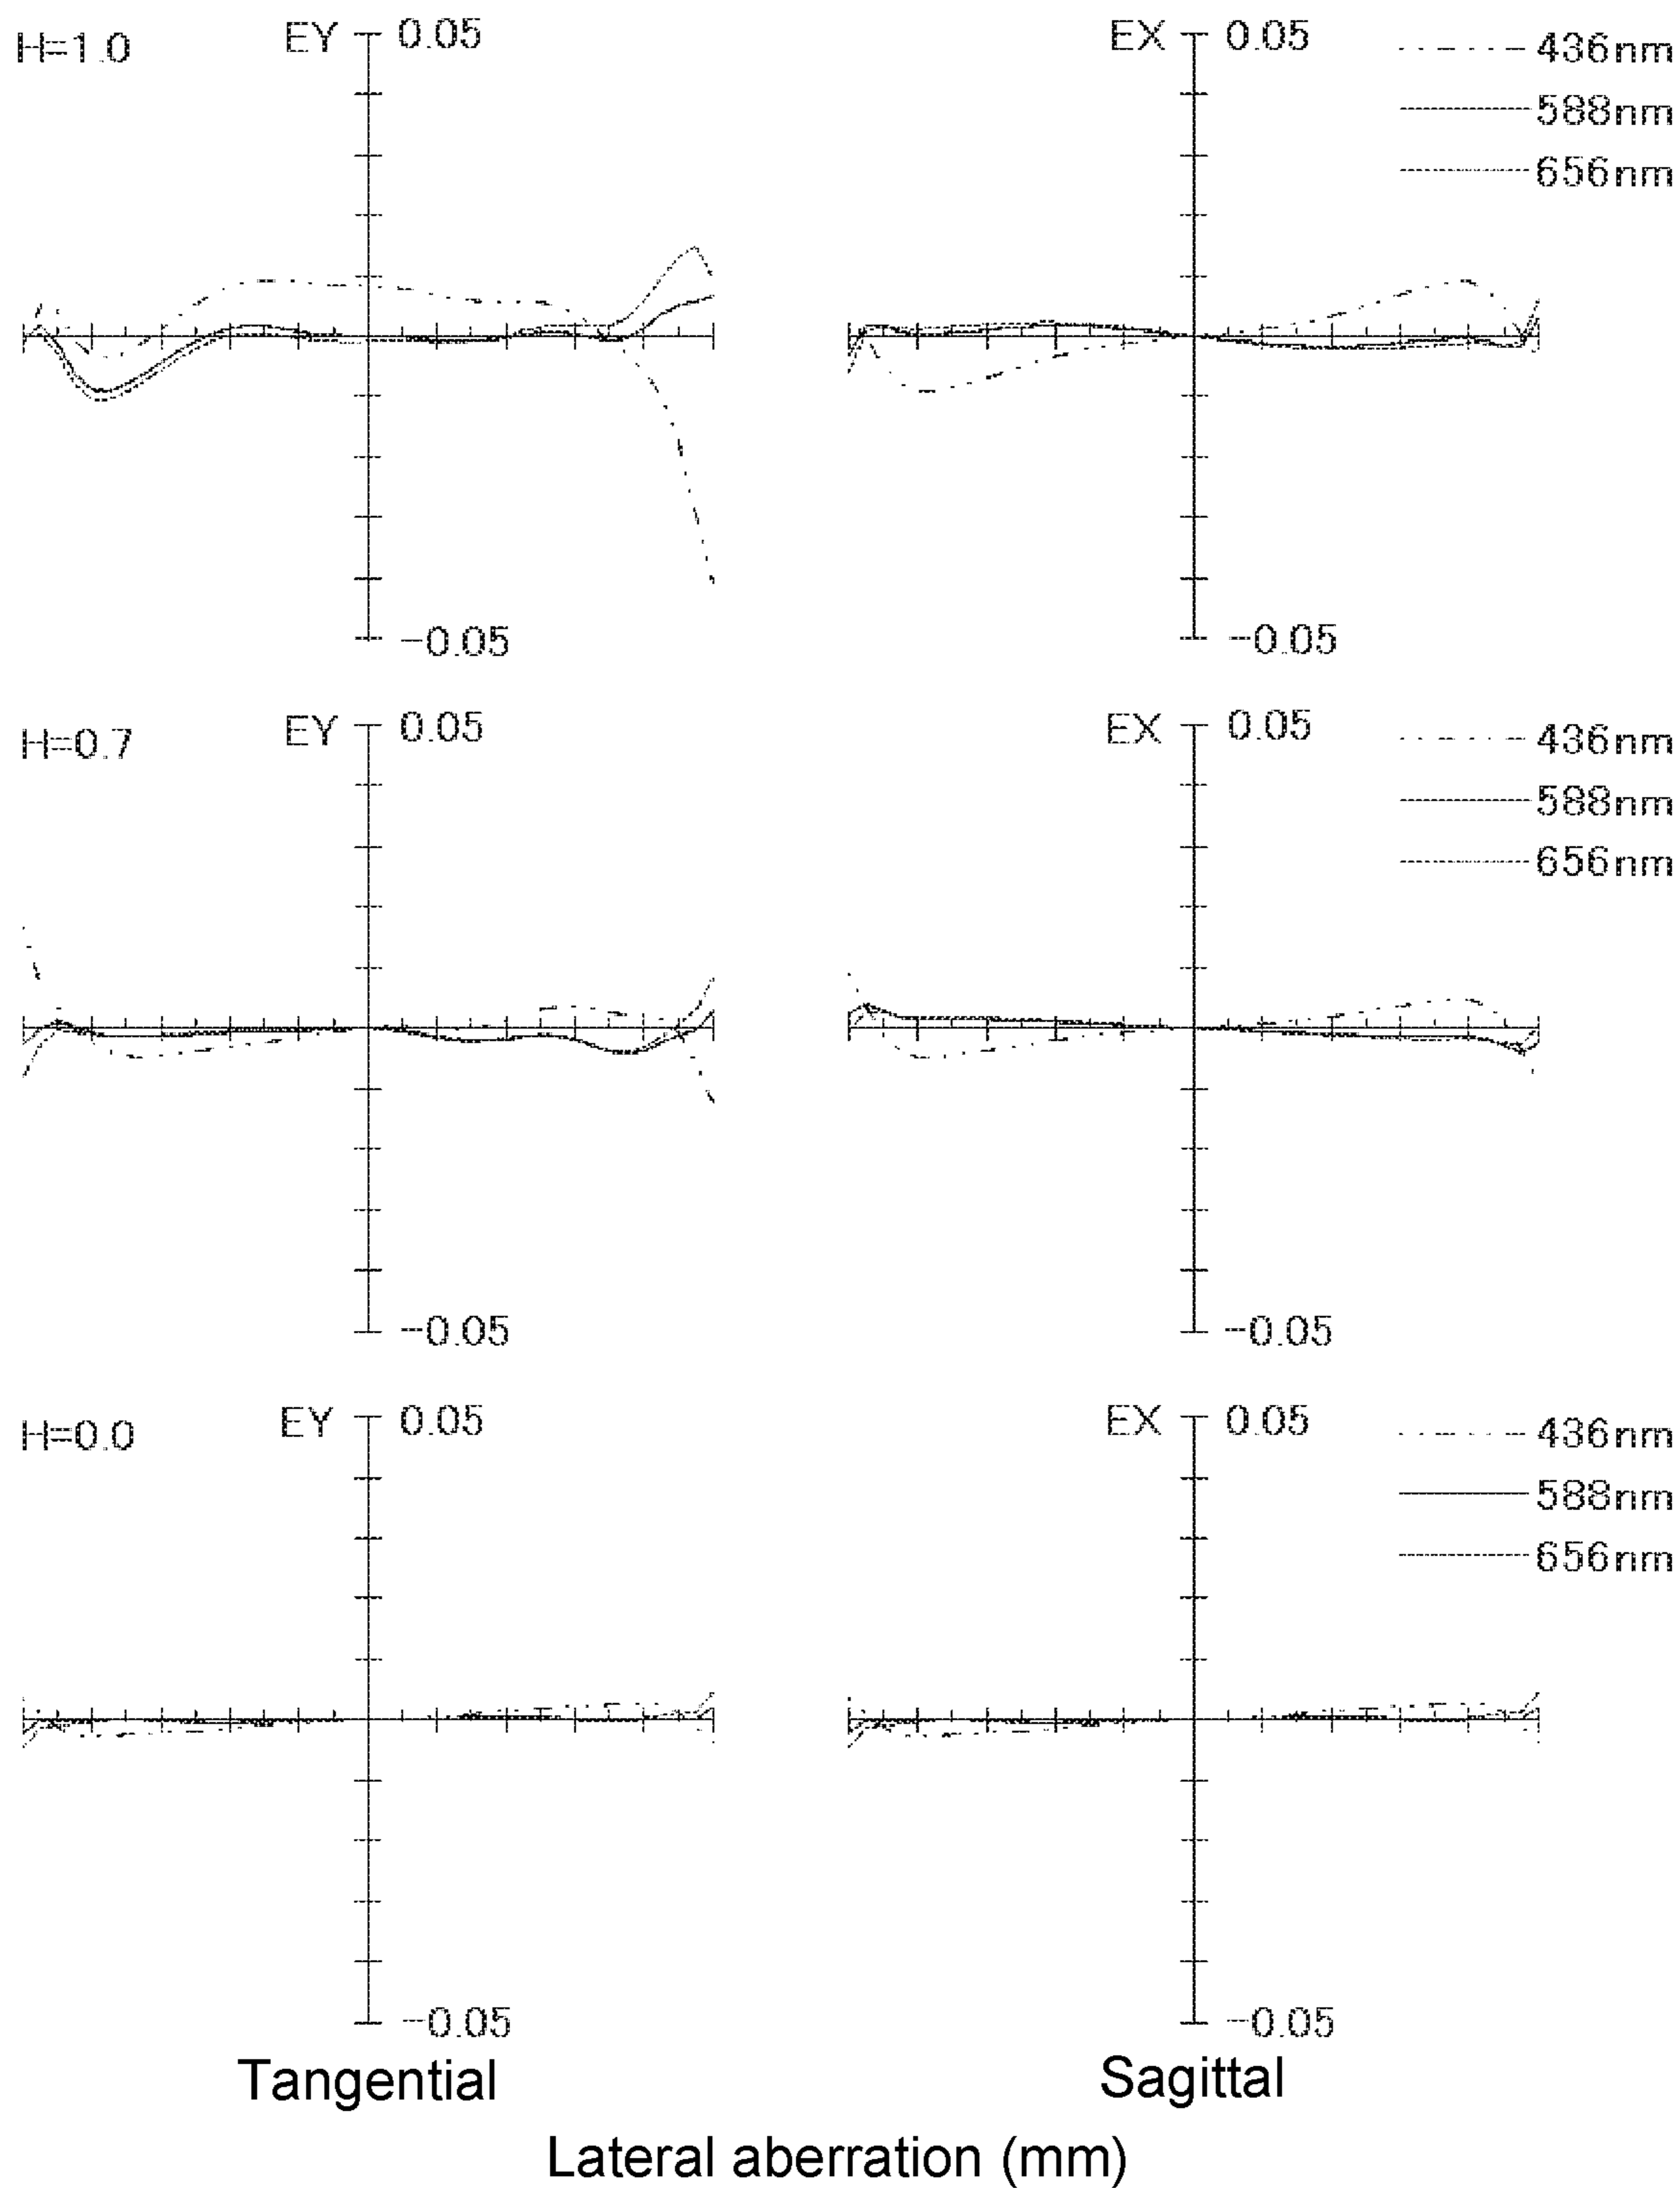 H=1.0
EY
0.05
EX
0.05
436nm
588nm
656nm
-0.05
-0.05
H=0.7
EY
0.05
EX
0.05
436nm
588nm
656nm
-0.05
-0.05
H=0.0
EY
0.05
EX
0.05
436nm
588nm
656nm
-0.05
-0.05
Tangential
Sagittal
Lateral aberration (mm)